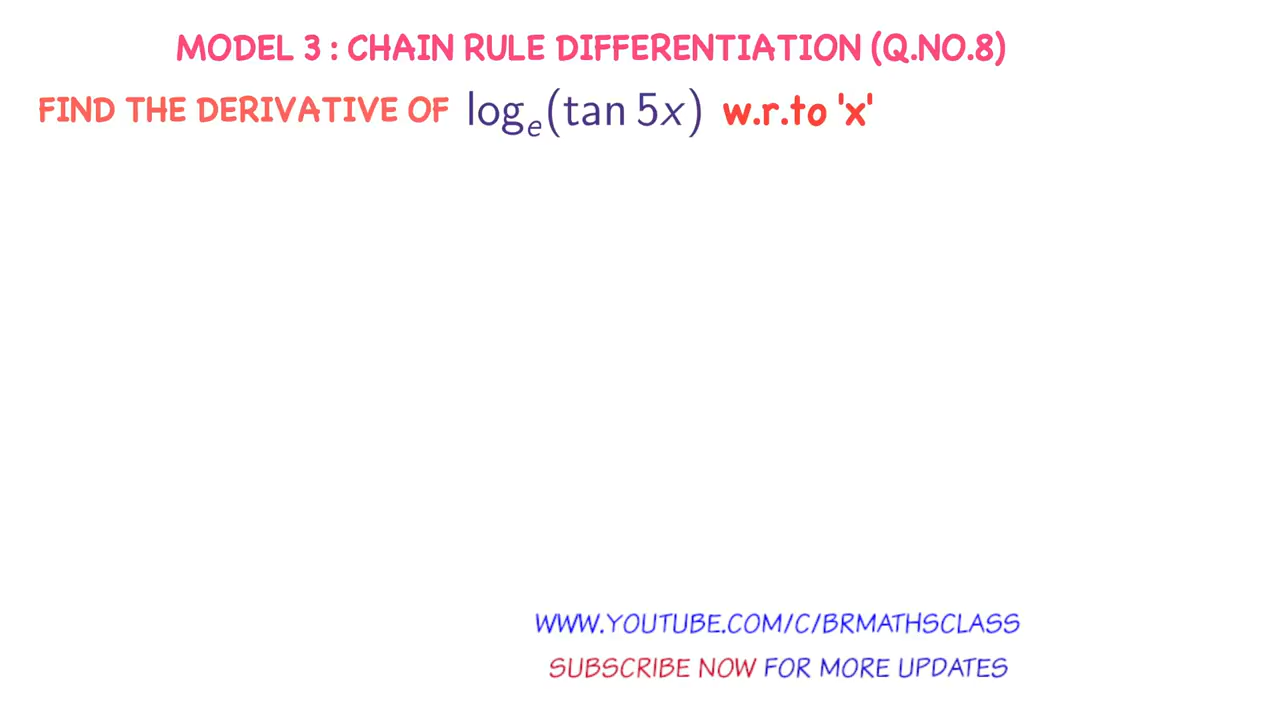 MODEL 3 : CHAIN RULE DIFFERENTIATION (Q.NO.8)
FIND THE DERIVATIVE OF logₑ(tan 5x) w.r.to 'x'
WWW.YOUTUBE.COM/C/BRMATHSCLASS
SUBSCRIBE NOW FOR MORE UPDATES